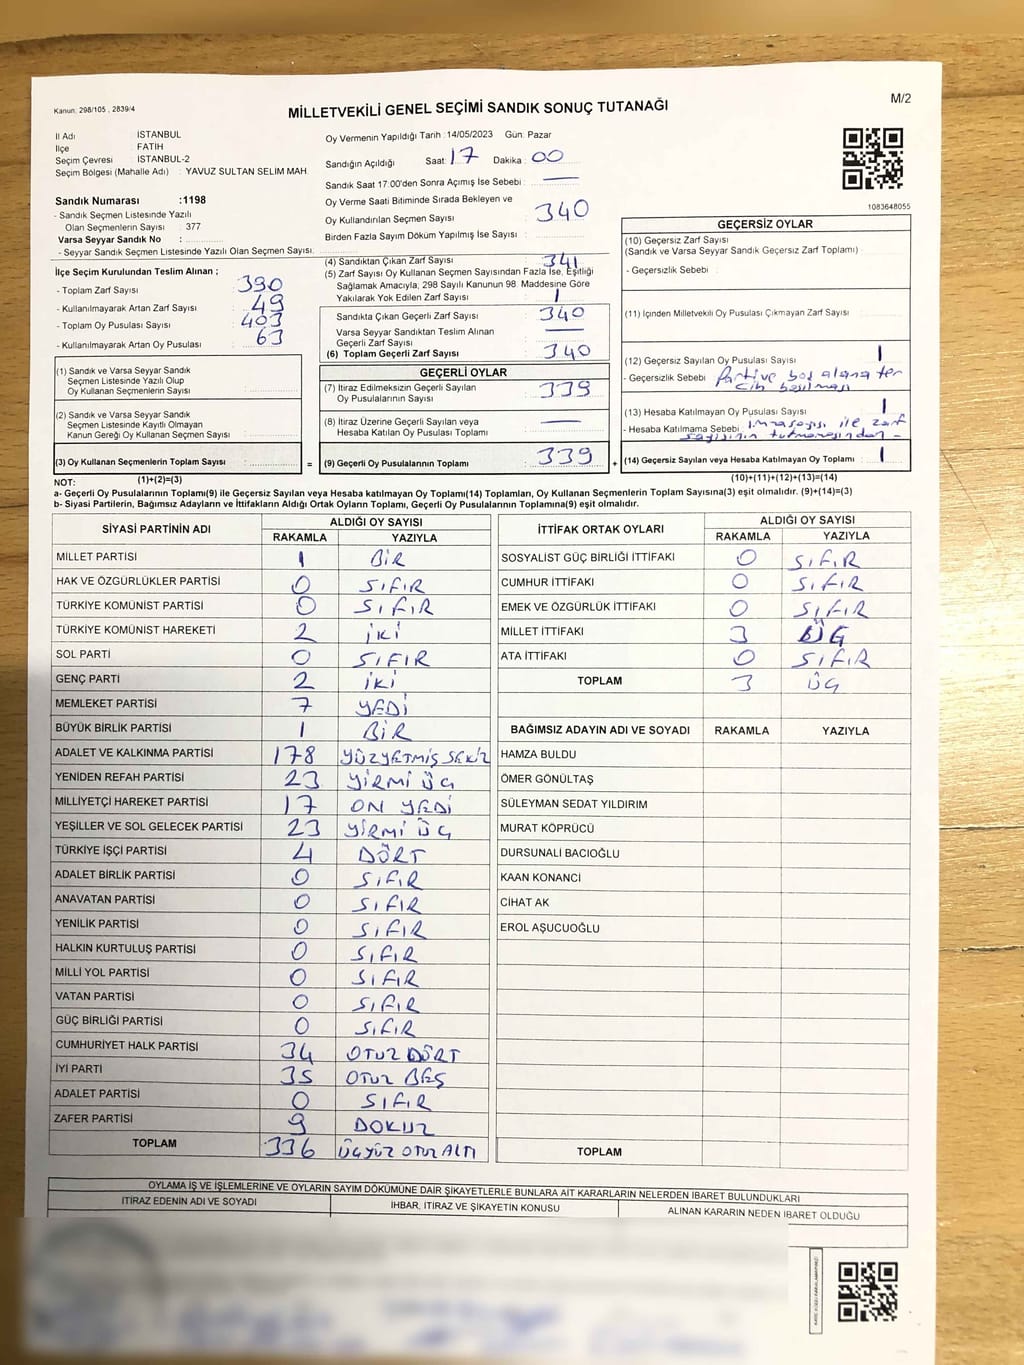 Kanun: 298/105 , 2839/4
MİLLETVEKİLİ GENEL SEÇİMİ SANDIK SONUÇ TUTANAĞI
M/2
İl Adı : İSTANBUL
İlçe : FATİH
Seçim Çevresi : İSTANBUL-2
Seçim Bölgesi (Mahalle Adı) : YAVUZ SULTAN SELİM MAH.
Sandık Numarası :1198
- Sandık Seçmen Listesinde Yazılı
Olan Seçmenlerin Sayısı : 377
Varsa Seyyar Sandık No :
- Seyyar Sandık Seçmen Listesinde Yazılı Olan Seçmen Sayısı:
İlçe Seçim Kurulundan Teslim Alınan ;
- Toplam Zarf Sayısı : 390
- Kullanılmayarak Artan Zarf Sayısı : 49
- Toplam Oy Pusulası Sayısı : 403
- Kullanılmayarak Artan Oy Pusulası : 63
(1) Sandık ve Varsa Seyyar Sandık
Seçmen Listesinde Yazılı Olup
Oy Kullanan Seçmenlerin Sayısı :
(2) Sandık ve Varsa Seyyar Sandık
Seçmen Listesinde Kayıtlı Olmayan
Kanun Gereği Oy Kullanan Seçmen Sayısı :
(3) Oy Kullanan Seçmenlerin Toplam Sayısı :
(1)+(2)=(3)
Oy Vermenin Yapıldığı Tarih : 14/05/2023 Gün: Pazar
Sandığın Açıldığı Saat: 17 Dakika : 00
Sandık Saat 17:00'den Sonra Açımış İse Sebebi : —
Oy Verme Saati Bitiminde Sırada Bekleyen ve
Oy Kullandırılan Seçmen Sayısı : 340
Birden Fazla Sayım Döküm Yapılmış İse Sayısı :
(4) Sandıktan Çıkan Zarf Sayısı : 341
(5) Zarf Sayısı Oy Kullanan Seçmen Sayısından Fazla İse, Eşitliği
Sağlamak Amacıyla, 298 Sayılı Kanunun 98. Maddesine Göre
Yakılarak Yok Edilen Zarf Sayısı : 1
Sandıkta Çıkan Geçerli Zarf Sayısı : 340
Varsa Seyyar Sandıktan Teslim Alınan
Geçerli Zarf Sayısı : —
(6) Toplam Geçerli Zarf Sayısı : 340
GEÇERLİ OYLAR
(7) İtiraz Edilmeksizin Geçerli Sayılan
Oy Pusulalarının Sayısı : 339
(8) İtiraz Üzerine Geçerli Sayılan veya
Hesaba Katılan Oy Pusulası Toplamı : —
= (9) Geçerli Oy Pusulalarının Toplamı : 339 +
1083648055
GEÇERSİZ OYLAR
(10) Geçersiz Zarf Sayısı
(Sandık ve Varsa Seyyar Sandık Geçersiz Zarf Toplamı) :
- Geçersizlik Sebebi :
(11) İçinden Milletvekili Oy Pusulası Çıkmayan Zarf Sayısı :
(12) Geçersiz Sayılan Oy Pusulası Sayısı : 1
- Geçersizlik Sebebi : Partive boş alana ter
cih basılması
(13) Hesaba Katılmayan Oy Pusulası Sayısı : 1
- Hesaba Katılmama Sebebi : imza sayısı ile zarf
sayısının tutmamasından -
(14) Geçersiz Sayılan veya Hesaba Katılmayan Oy Toplamı : 1
(10)+(11)+(12)+(13)=(14)
NOT:
a- Geçerli Oy Pusulalarının Toplamı(9) ile Geçersiz Sayılan veya Hesaba katılmayan Oy Toplamı(14) Toplamları, Oy Kullanan Seçmenlerin Toplam Sayısına(3) eşit olmalıdır. (9)+(14)=(3)
b- Siyasi Partilerin, Bağımsız Adayların ve İttifakların Aldığı Ortak Oyların Toplamı, Geçerli Oy Pusulalarının Toplamına(9) eşit olmalıdır.
SİYASİ PARTİNİN ADI
ALDIĞI OY SAYISI
RAKAMLA YAZIYLA
MİLLET PARTİSI 1 BİR
HAK VE ÖZGÜRLÜKLER PARTİSİ 0 SIFIR
TÜRKİYE KOMÜNİST PARTİSİ 0 SIFIR
TÜRKİYE KOMÜNİST HAREKETİ 2 İKİ
SOL PARTİ 0 SIFIR
GENÇ PARTİ 2 İKİ
MEMLEKET PARTİSİ 7 YEDİ
BÜYÜK BİRLİK PARTİSİ 1 BİR
ADALET VE KALKINMA PARTİSİ 178 YÜZYETMİŞ SEKİZ
YENİDEN REFAH PARTİSİ 23 YİRMİ ÜÇ
MİLLİYETÇİ HAREKET PARTİSİ 17 ON YEDİ
YEŞİLLER VE SOL GELECEK PARTİSİ 23 YİRMİ ÜÇ
TÜRKİYE İŞÇİ PARTİSİ 4 DÖRT
ADALET BİRLİK PARTİSİ 0 SIFIR
ANAVATAN PARTİSİ 0 SIFIR
YENİLİK PARTİSİ 0 SIFIR
HALKIN KURTULUŞ PARTİSİ 0 SIFIR
MİLLİ YOL PARTİSİ 0 SIFIR
VATAN PARTİSİ 0 SIFIR
GÜÇ BİRLİĞİ PARTİSİ 0 SIFIR
CUMHURİYET HALK PARTİSİ 34 OTUZ DÖRT
İYİ PARTİ 35 OTUZ BEŞ
ADALET PARTİSİ 0 SIFIR
ZAFER PARTİSİ 9 DOKUZ
TOPLAM 336 ÜÇYÜZ OTUZ ALTI
İTTİFAK ORTAK OYLARI
ALDIĞI OY SAYISI
RAKAMLA YAZIYLA
SOSYALIST GÜÇ BİRLİĞİ İTTİFAKI 0 SIFIR
CUMHUR İTTİFAKI 0 SIFIR
EMEK VE ÖZGÜRLÜK İTTİFAKI 0 SIFIR
MİLLET İTTİFAKI 3 ÜÇ
ATA İTTİFAKI 0 SIFIR
TOPLAM 3 ÜÇ
BAĞIMSIZ ADAYIN ADI VE SOYADI RAKAMLA YAZIYLA
HAMZA BULDU
ÖMER GÖNÜLTAŞ
SÜLEYMAN SEDAT YILDIRIM
MURAT KÖPRÜCÜ
DURSUNALİ BACIOĞLU
KAAN KONANCİ
CİHAT AK
EROL AŞUCUOĞLU
TOPLAM
OYLAMA İŞ VE İŞLEMLERİNE VE OYLARIN SAYIM DÖKÜMÜNE DAİR ŞİKAYETLERLE BUNLARA AİT KARARLARIN NELERDEN İBARET BULUNDUKLARI
İTİRAZ EDENİN ADI VE SOYADI
İHBAR, İTİRAZ VE ŞİKAYETİN KONUSU
ALINAN KARARIN NEDEN İBARET OLDUĞU